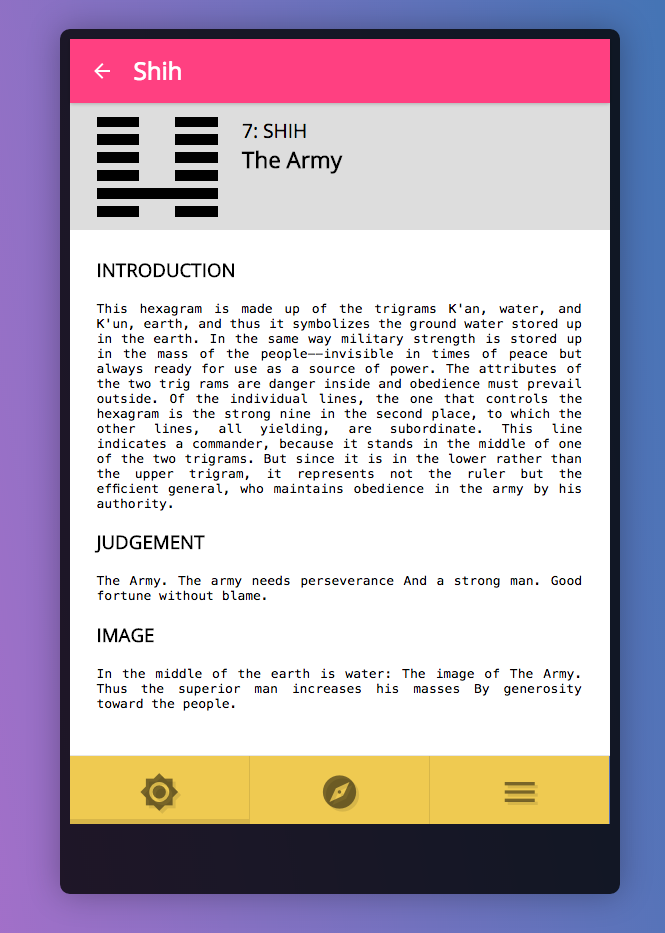 Shih
7: SHIH
The Army
INTRODUCTION
This hexagram is made up of the trigrams K'an, water, and
K'un, earth, and thus it symbolizes the ground water stored up
in the earth. In the same way military strength is stored up
in the mass of the people——invisible in times of peace but
always ready for use as a source of power. The attributes of
the two trig rams are danger inside and obedience must prevail
outside. Of the individual lines, the one that controls the
hexagram is the strong nine in the second place, to which the
other lines, all yielding, are subordinate. This line
indicates a commander, because it stands in the middle of one
of the two trigrams. But since it is in the lower rather than
the upper trigram, it represents not the ruler but the
efficient general, who maintains obedience in the army by his
authority.
JUDGEMENT
The Army. The army needs perseverance And a strong man. Good
fortune without blame.
IMAGE
In the middle of the earth is water: The image of The Army.
Thus the superior man increases his masses By generosity
toward the people.